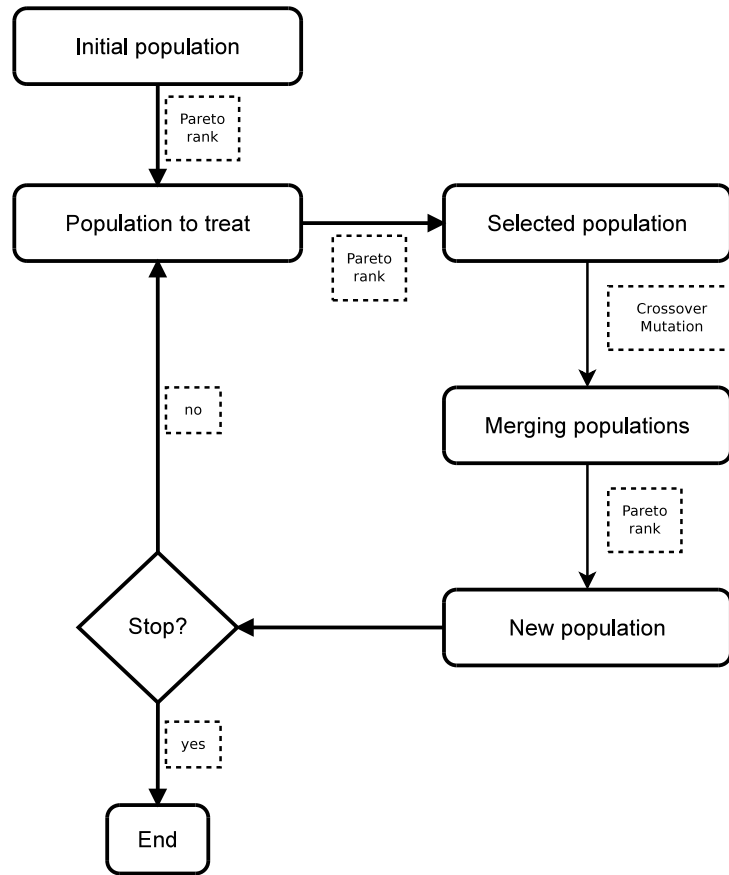 Initial population
Pareto
rank
Population to treat
Pareto
rank
Selected population
Crossover
Mutation
Merging populations
Pareto
rank
New population
Stop?
no
yes
End